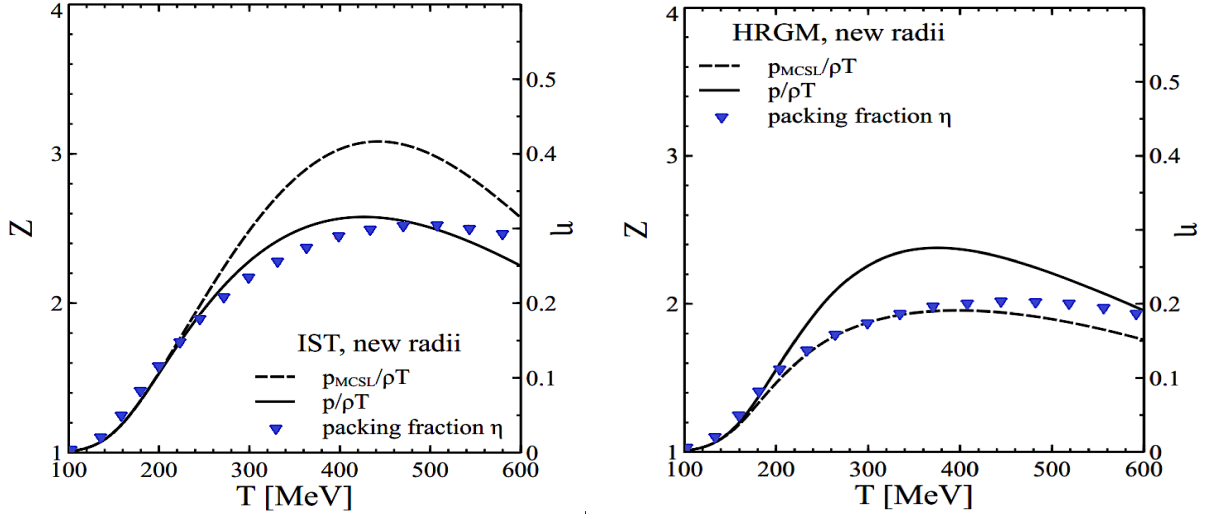 4
3
2
1
Z
0.5
0.4
0.3
0.2
0.1
0
η
IST, new radii
p_MCSL/ρT
p/ρT
packing fraction η
100 200 300 400 500 600
T [MeV]
4
3
2
1
Z
0.5
0.4
0.3
0.2
0.1
0
η
HRGM, new radii
p_MCSL/ρT
p/ρT
packing fraction η
100 200 300 400 500 600
T [MeV]